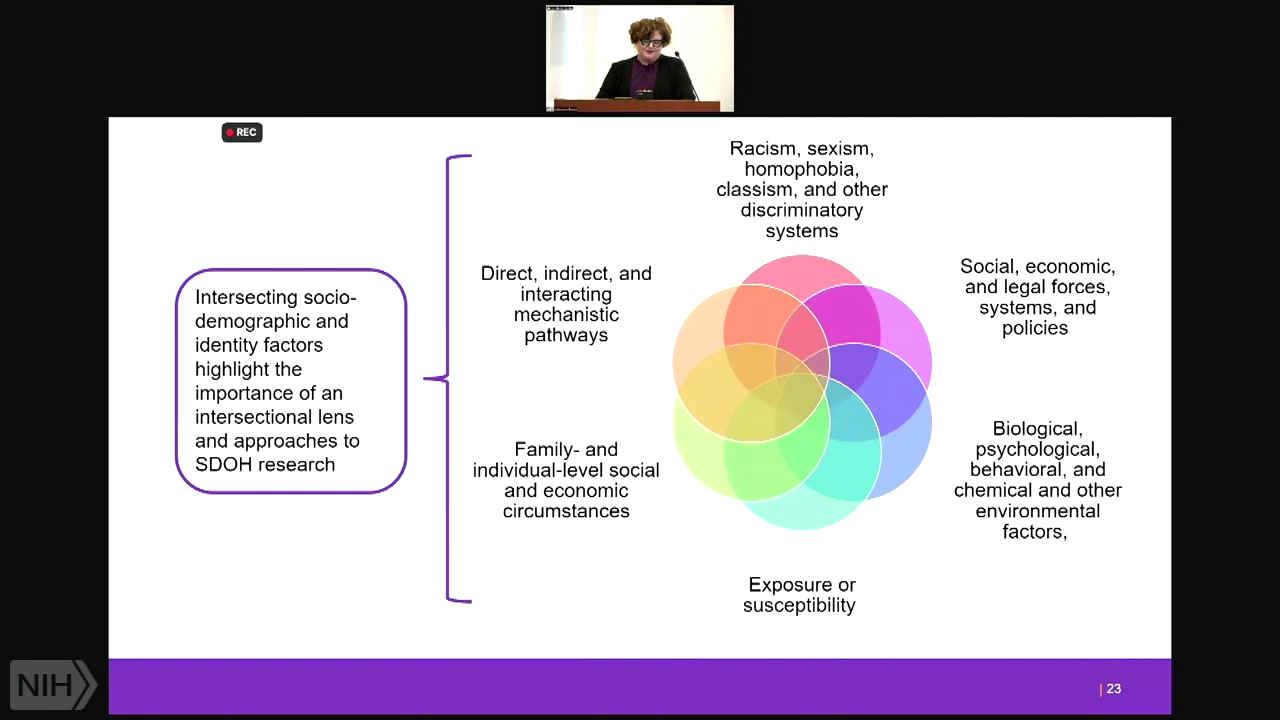 REC
Racism, sexism,
homophobia,
classism, and other
discriminatory
systems
Direct, indirect, and
interacting
mechanistic
pathways
Social, economic,
and legal forces,
systems, and
policies
Intersecting socio-
demographic and
identity factors
highlight the
importance of an
intersectional lens
and approaches to
SDOH research
Family- and
individual-level social
and economic
circumstances
Biological,
psychological,
behavioral, and
chemical and other
environmental
factors,
Exposure or
susceptibility
NIH
| 23